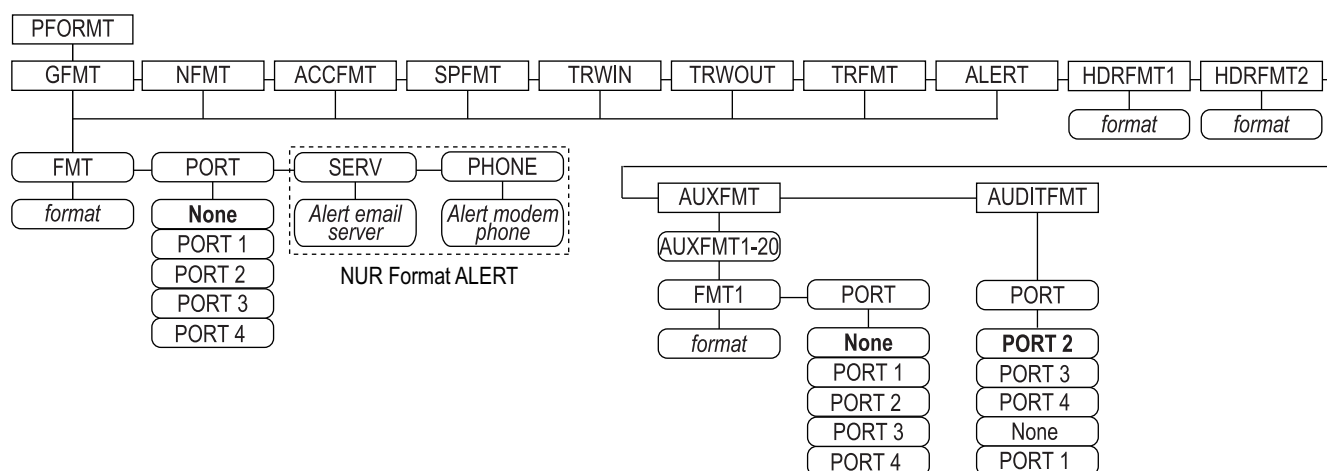 PFORMT
GFMT
NFMT
ACCFMT
SPFMT
TRWIN
TRWOUT
TRFMT
ALERT
HDRFMT1
HDRFMT2
format
format
FMT
PORT
SERV
PHONE
format
None
PORT 1
PORT 2
PORT 3
PORT 4
Alert email
server
Alert modem
phone
NUR Format ALERT
AUXFMT
AUDITFMT
AUXFMT1-20
FMT1
PORT
PORT
format
None
PORT 1
PORT 2
PORT 3
PORT 4
PORT 2
PORT 3
PORT 4
None
PORT 1